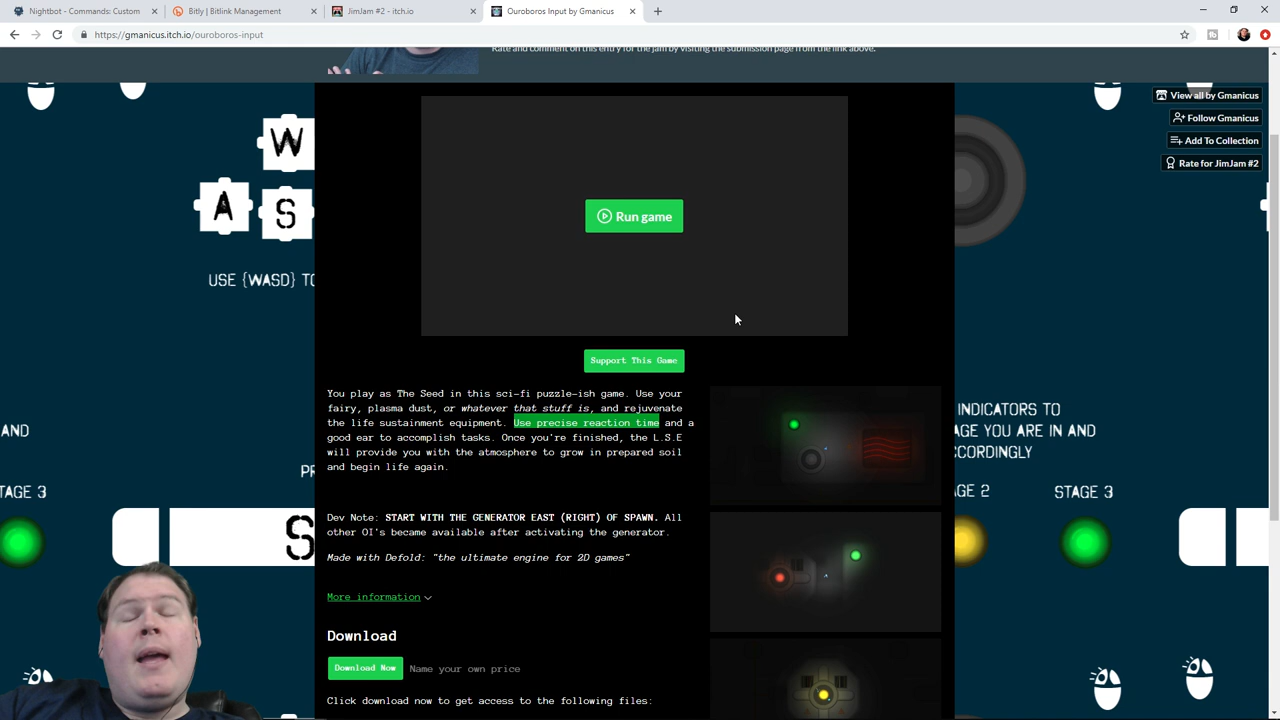 Nightbot - Commands: Custom
Bitly | Bitlink Management
JimJam #2 - itch.io
Ouroboros Input by Gmanicus
https://gmanicus.itch.io/ouroboros-input
Rate and comment on this entry for the jam by visiting the submission page from the link above.
View all by Gmanicus
Follow Gmanicus
Add To Collection
Rate for JimJam #2
W
A
S
USE {WASD} TO
Run game
Support This Game
You play as The Seed in this sci-fi puzzle-ish game. Use your
fairy, plasma dust, or whatever that stuff is, and rejuvenate
the life sustainment equipment. Use precise reaction time and a
good ear to accomplish tasks. Once you're finished, the L.S.E
will provide you with the atmosphere to grow in prepared soil
and begin life again.
Dev Note: START WITH THE GENERATOR EAST (RIGHT) OF SPAWN. All
other OI's became available after activating the generator.
Made with Defold: "the ultimate engine for 2D games"
More information
Download
Download Now
Name your own price
Click download now to get access to the following files:
AND
PR
STAGE 3
S
INDICATORS TO
AGE YOU ARE IN AND
CCORDINGLY
AGE 2
STAGE 3